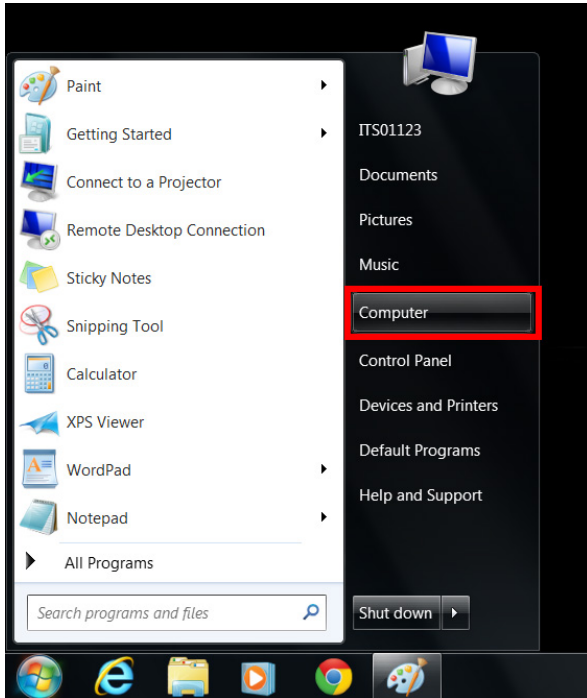 Paint
Getting Started
Connect to a Projector
Remote Desktop Connection
Sticky Notes
Snipping Tool
Calculator
XPS Viewer
WordPad
Notepad
All Programs
Search programs and files
ITS01123
Documents
Pictures
Music
Computer
Control Panel
Devices and Printers
Default Programs
Help and Support
Shut down